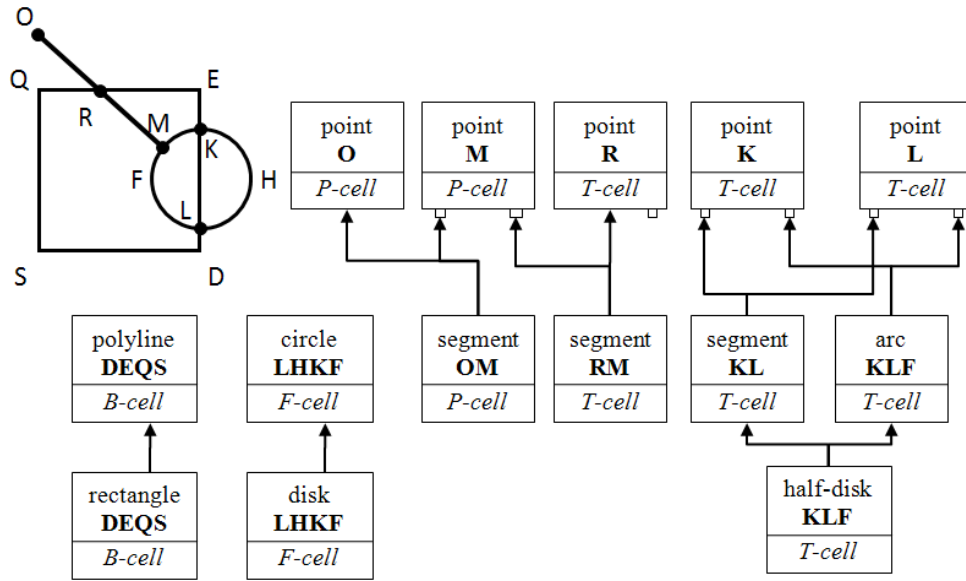 O
Q
E
R
M
K
F
H
L
S
D
point
O
P-cell
point
M
P-cell
point
R
T-cell
point
K
T-cell
point
L
T-cell
polyline
DEQS
B-cell
circle
LHKF
F-cell
segment
OM
P-cell
segment
RM
T-cell
segment
KL
T-cell
arc
KLF
T-cell
rectangle
DEQS
B-cell
disk
LHKF
F-cell
half-disk
KLF
T-cell